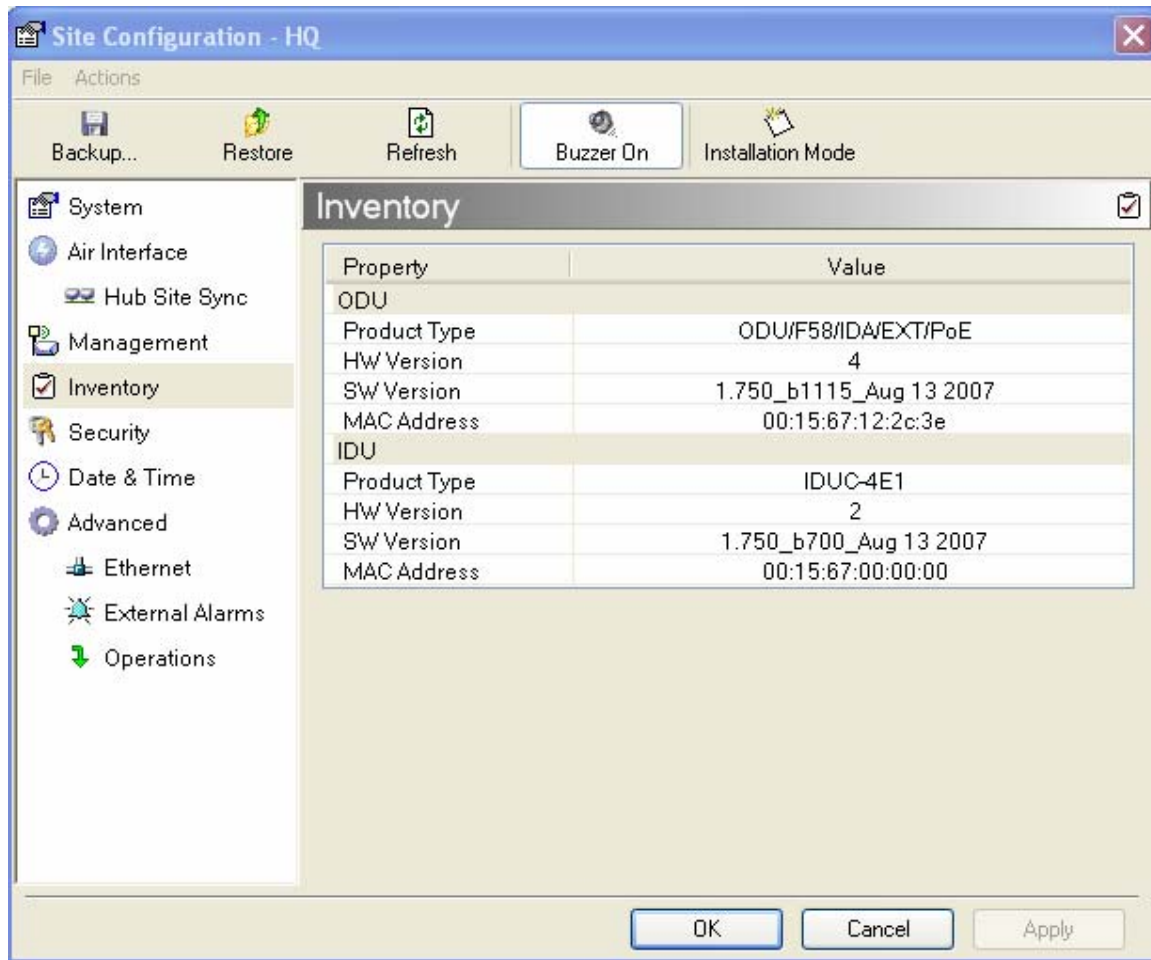 Site Configuration - HQ
File Actions
Backup... Restore Refresh Buzzer On Installation Mode
System
Air Interface
Hub Site Sync
Management
Inventory
Security
Date & Time
Advanced
Ethernet
External Alarms
Operations
Inventory
Property Value
ODU
Product Type ODU/F58/IDA/EXT/PoE
HW Version 4
SW Version 1.750_b1115_Aug 13 2007
MAC Address 00:15:67:12:2c:3e
IDU
Product Type IDUC-4E1
HW Version 2
SW Version 1.750_b700_Aug 13 2007
MAC Address 00:15:67:00:00:00
OK Cancel Apply